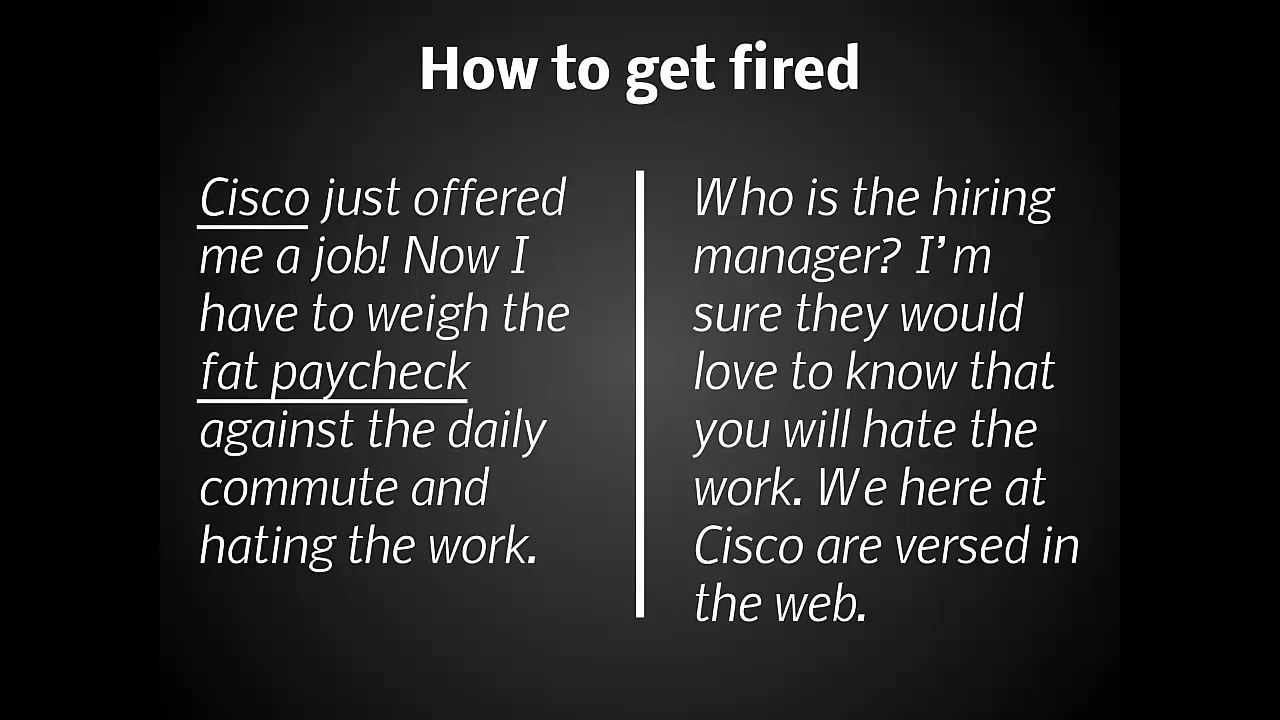 How to get fired
Cisco just offered
me a job! Now I
have to weigh the
fat paycheck
against the daily
commute and
hating the work.
Who is the hiring
manager? I'm
sure they would
love to know that
you will hate the
work. We here at
Cisco are versed in
the web.